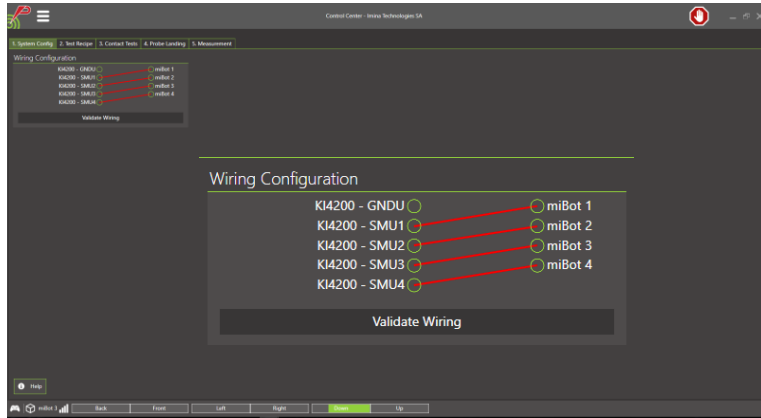 Control Center - Imina Technologies SA
1. System Config 2. Test Recipe 3. Contact Tests 4. Probe Landing 5. Measurement
Wiring Configuration
KI4200 - GNDU miBot 1
KI4200 - SMU1 miBot 2
KI4200 - SMU2 miBot 3
KI4200 - SMU3 miBot 4
KI4200 - SMU4
Validate Wiring
Wiring Configuration
KI4200 - GNDU miBot 1
KI4200 - SMU1 miBot 2
KI4200 - SMU2 miBot 3
KI4200 - SMU3 miBot 4
KI4200 - SMU4
Validate Wiring
Help
miBot 3 Back Front Left Right Down Up